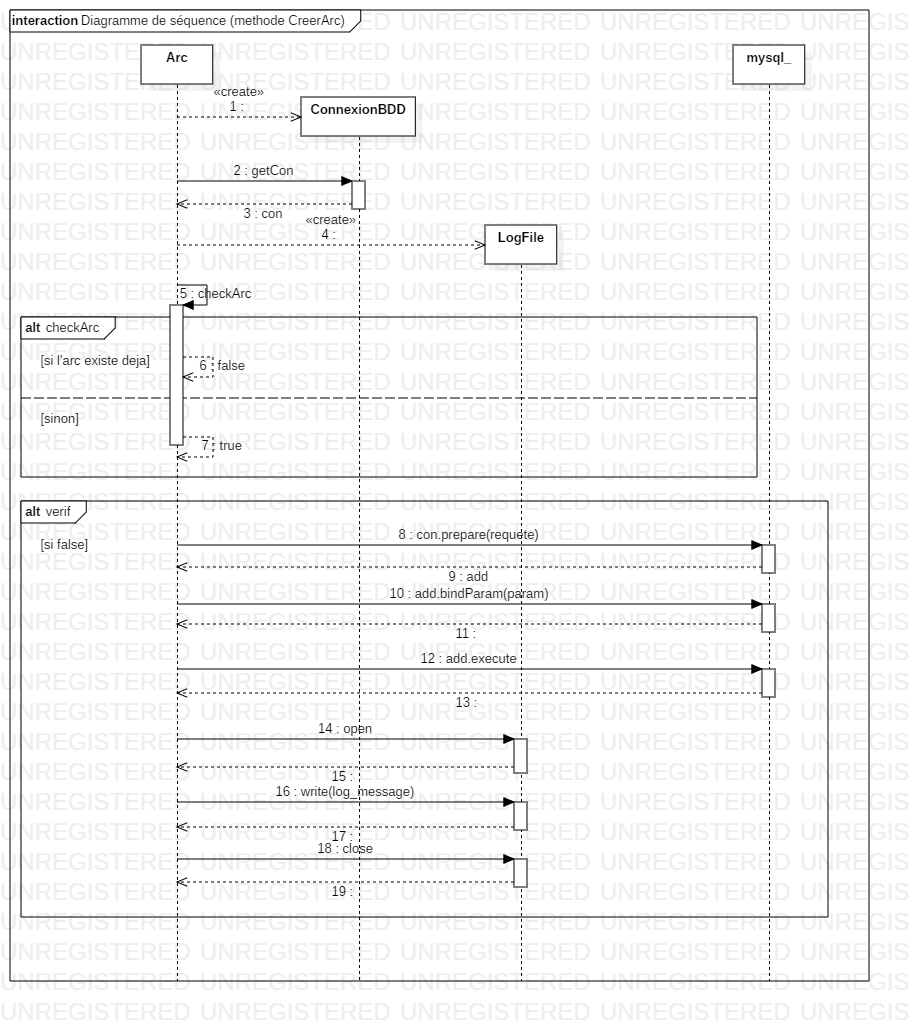 interaction Diagramme de séquence (methode CreerArc)
Arc
mysql_
«create»
1 :
ConnexionBDD
2 : getCon
3 : con
«create»
4 :
LogFile
5 : checkArc
alt checkArc
[si l'arc existe deja]
6 : false
[sinon]
7 : true
alt verif
[si false]
8 : con.prepare(requete)
9 : add
10 : add.bindParam(param)
11 :
12 : add.execute
13 :
14 : open
15 :
16 : write(log_message)
17 :
18 : close
19 :
UNREGISTERED